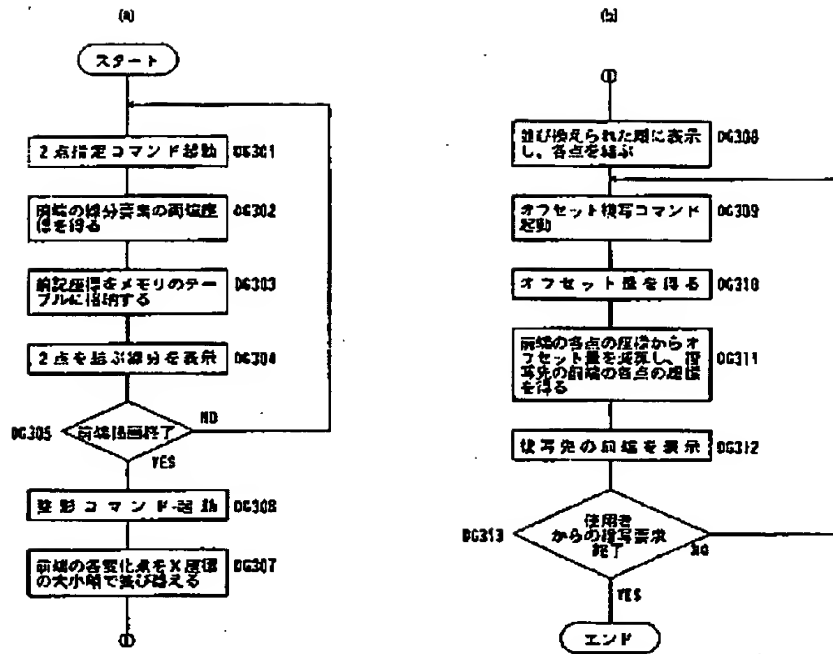 (a)
スタート
2点指定コマンド起動 DG301
前端の線分要素の両端座
標を得る
DG302
前記座標をメモリのテー
ブルに格納する
DG303
2点を結ぶ線分を表示 DG304
DG305 前端描画終了
NO
YES
整形コマンド起動 DG306
前端の各変化点をX座標
の大小順で並び換える
DG307
①
(b)
①
並び換えられた順に表示
し、各点を結ぶ
DG308
オフセット複写コマンド
起動
DG309
オフセット量を得る DG310
前端の各点の座標からオ
フセット量を減算し、複
写先の前端の各点の座標
を得る
DG311
複写先の前端を表示 DG312
DG313
使用者
からの複写要求
終了
NO
YES
エンド